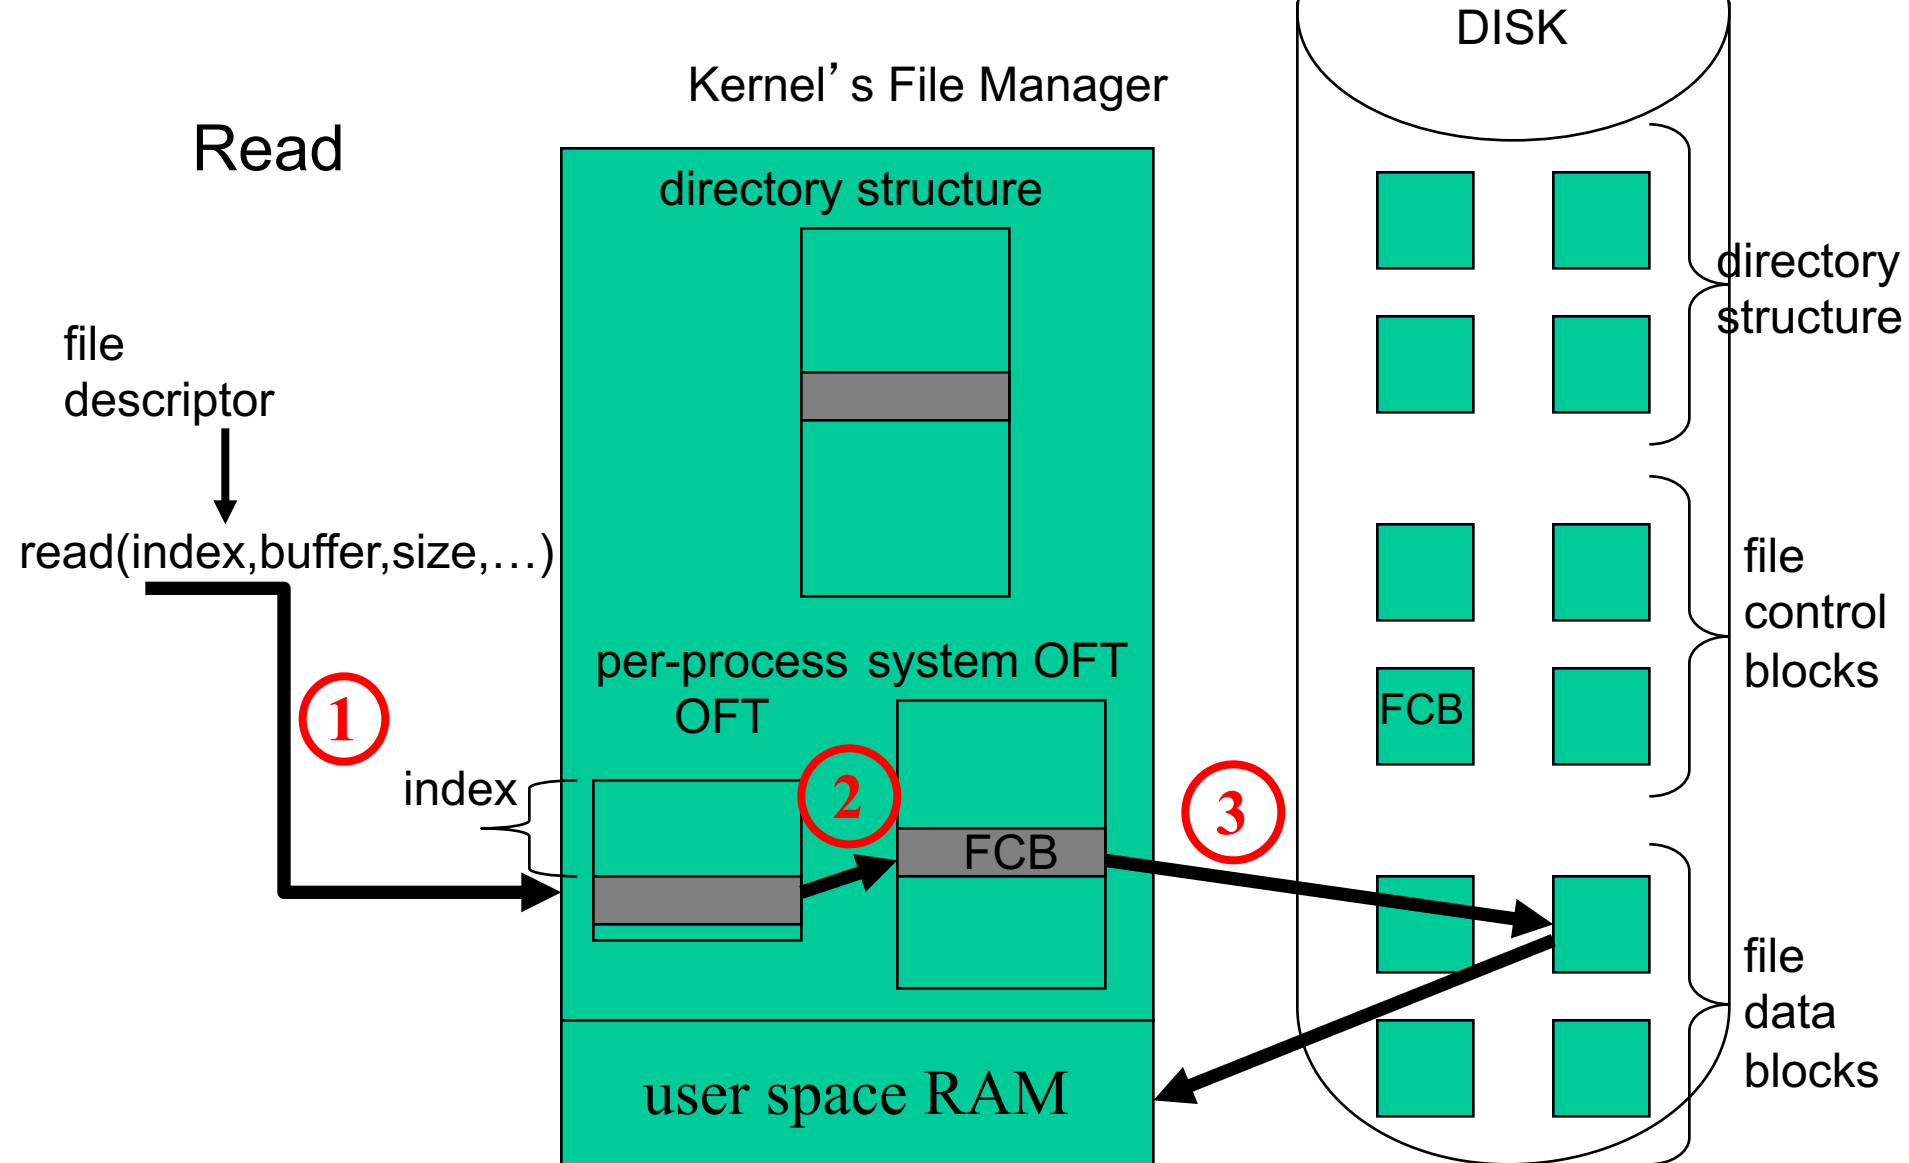 DISK
Kernel’s File Manager
Read
directory structure
directory
structure
file
descriptor
read(index,buffer,size,…)
file
control
blocks
per-process
OFT
system OFT
FCB
1
index
2
3
FCB
file
data
blocks
user space RAM